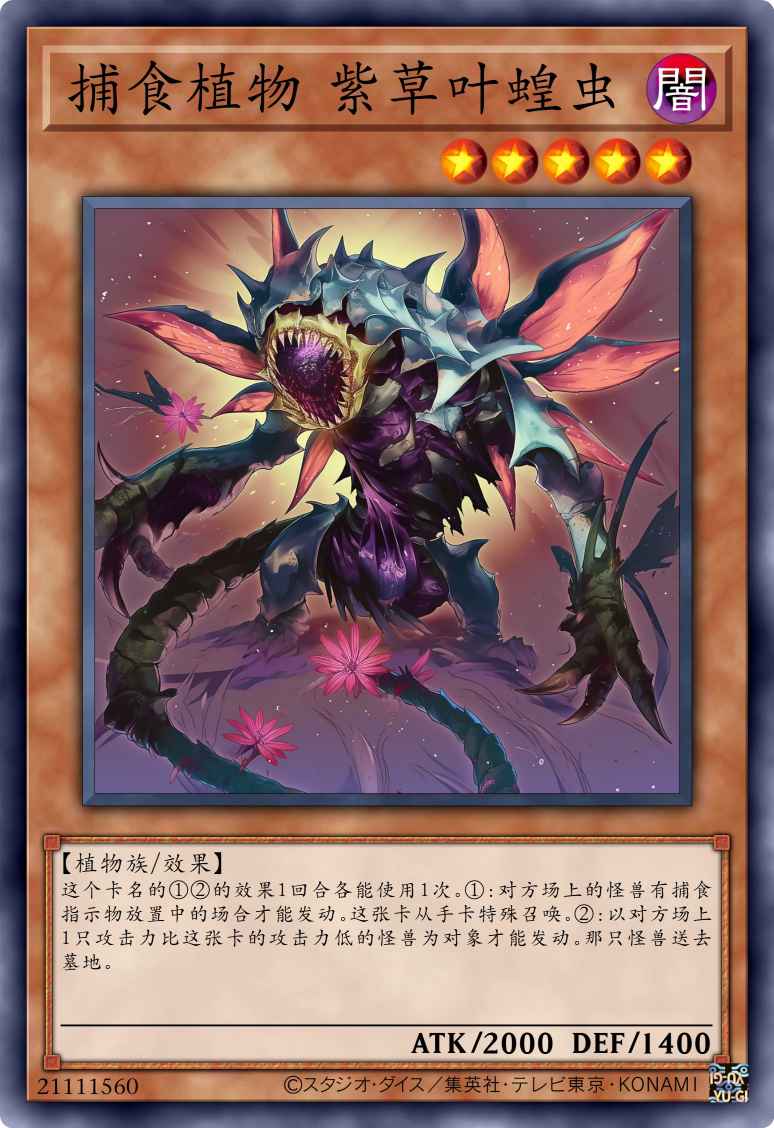 捕食植物 紫草叶蝗虫
闇
【植物族/效果】
这个卡名的①②的效果1回合各能使用1次。①:对方场上的怪兽有捕食
指示物放置中的场合才能发动。这张卡从手卡特殊召唤。②:以对方场上
1只攻击力比这张卡的攻击力低的怪兽为对象才能发动。那只怪兽送去
墓地。
ATK/2000 DEF/1400
21111560 ©スタジオ・ダイス/集英社・テレビ東京・KONAMI